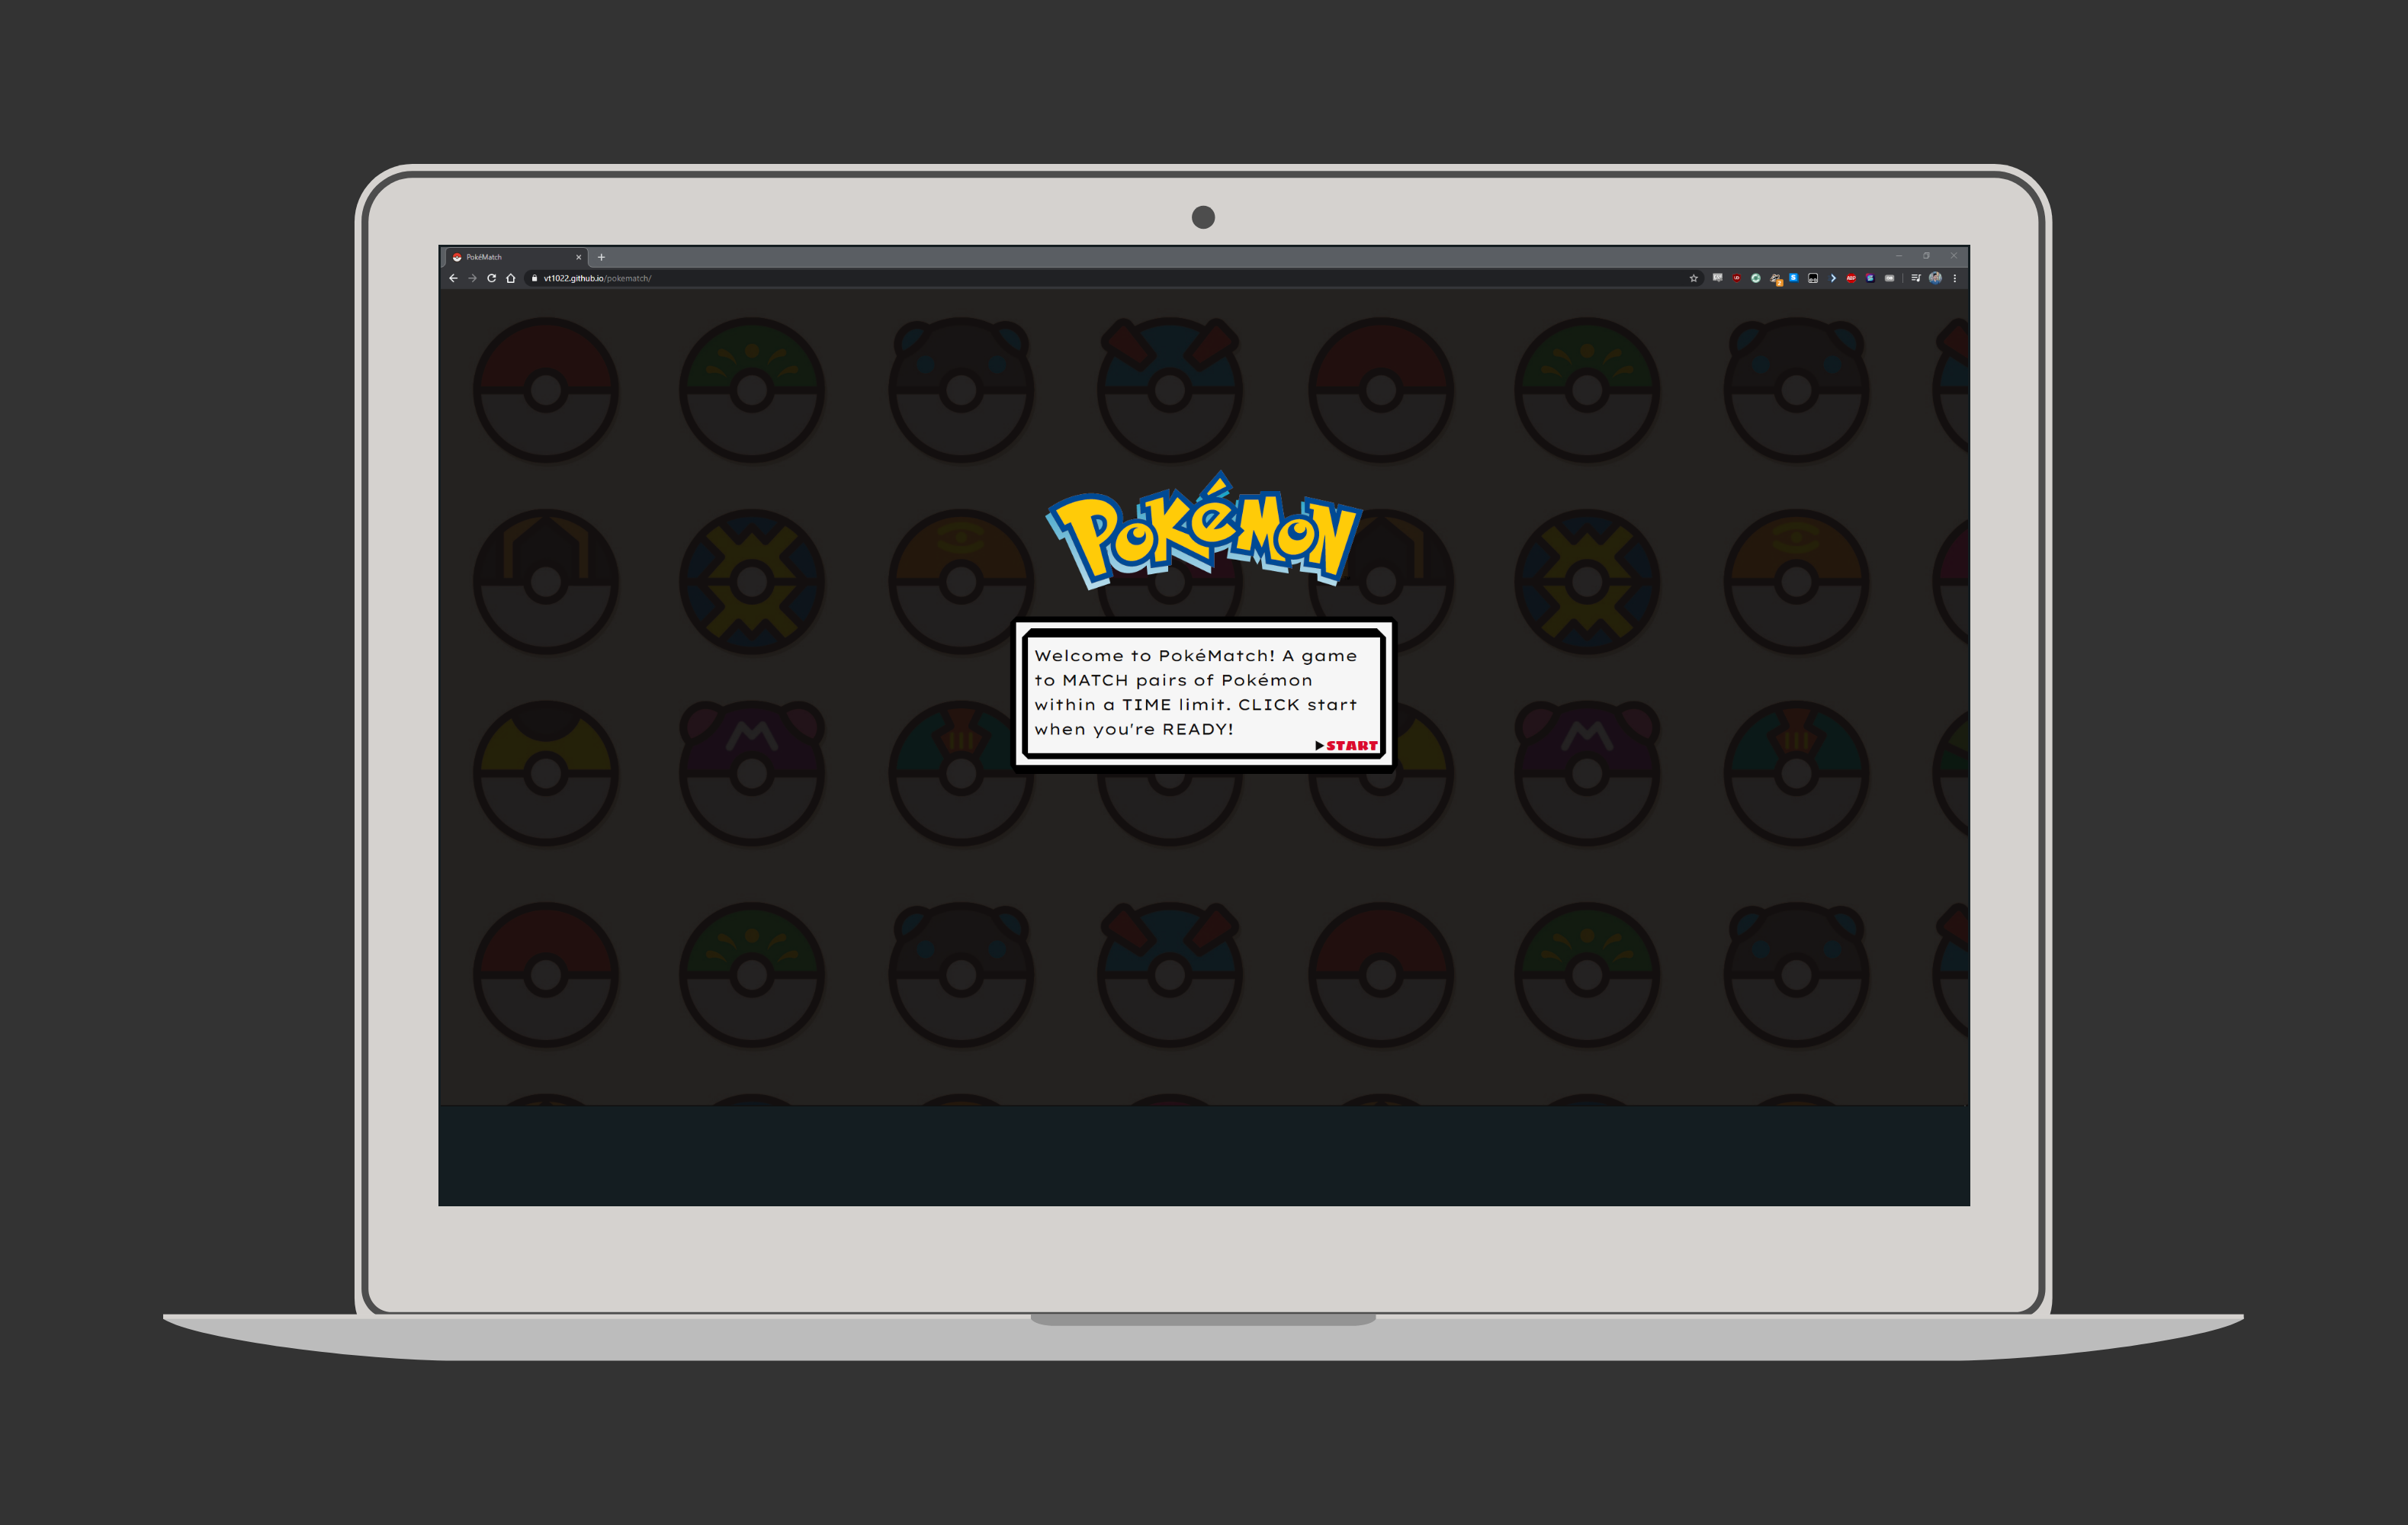 PokéMatch
vt1022.github.io/pokematch/
POKéMON
Welcome to PokéMatch! A game
to MATCH pairs of Pokémon
within a TIME limit. CLICK start
when you're READY!
START